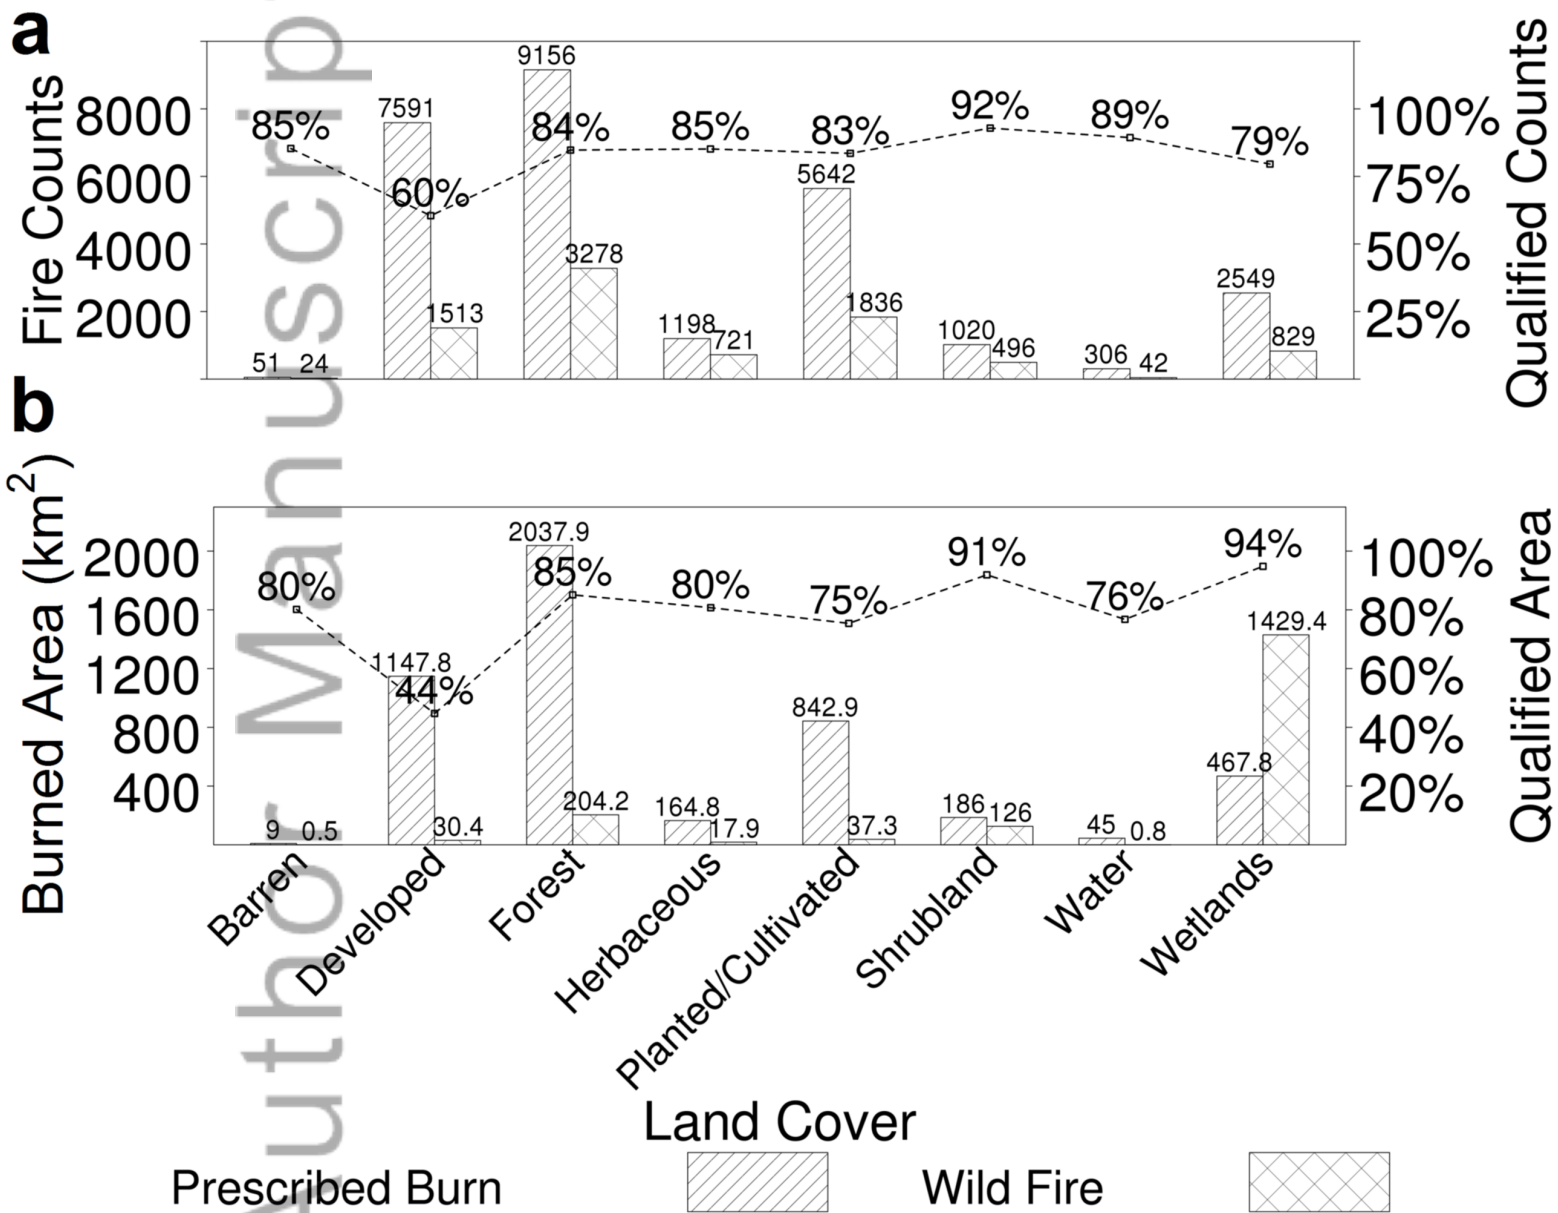 a
Fire Counts
8000
6000
4000
2000
100%
75%
50%
25%
Qualified Counts
51 24
7591 1513
9156 3278
1198 721
5642 1836
1020 496
306 42
2549 829
85% 60% 84% 85% 83% 92% 89% 79%
b
Burned Area (km2)
2000
1600
1200
800
400
100%
80%
60%
40%
20%
Qualified Area
9 0.5
1147.8 30.4
2037.9 204.2
164.8 17.9
842.9 37.3
186 126
45 0.8
467.8 1429.4
80% 44% 85% 80% 75% 91% 76% 94%
Barren
Developed
Forest
Herbaceous
Planted/Cultivated
Shrubland
Water
Wetlands
Land Cover
Prescribed Burn Wild Fire
Author Manuscrip